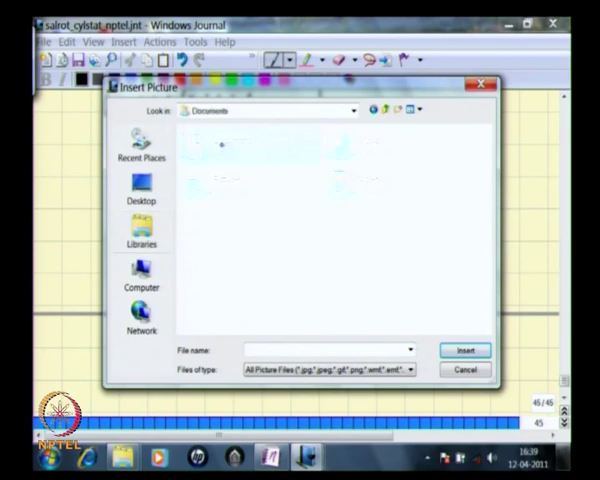 salrot_cylstat_nptel.jnt - Windows Journal
File Edit View Insert Actions Tools Help
B I
Insert Picture
Look in: Documents
Recent Places
Desktop
Libraries
Computer
Network
File name:
Insert
Files of type: All Picture Files (*.jpg;*.jpeg;*.gif;*.png;*.wmf;*.emf;*.
Cancel
45/45
45
NPTEL
hp
16:39
12-04-2011